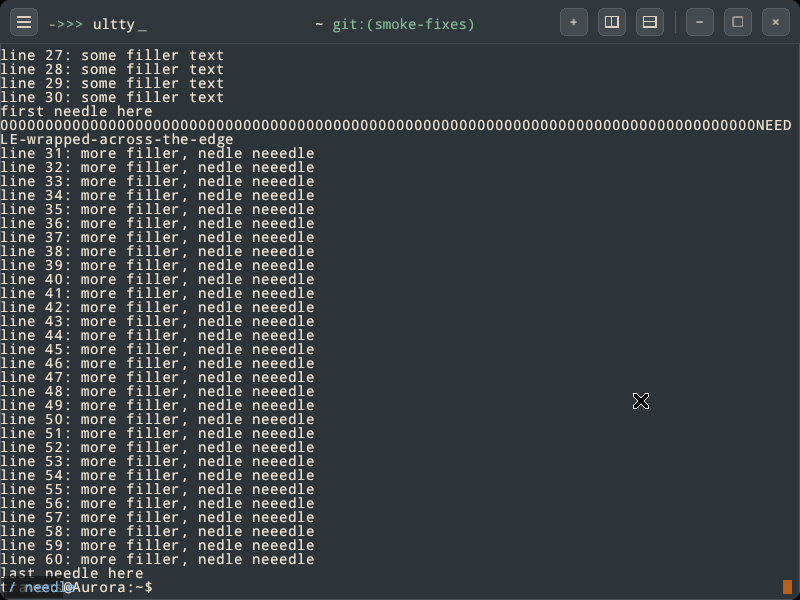 ->>> ultty_
~ git:(smoke-fixes)
line 27: some filler text
line 28: some filler text
line 29: some filler text
line 30: some filler text
first needle here
OOOOOOOOOOOOOOOOOOOOOOOOOOOOOOOOOOOOOOOOOOOOOOOOOOOOOOOOOOOOOOOOOOOOOOOOOOOOOOOOOOOONEED
LE-wrapped-across-the-edge
line 31: more filler, nedle neeedle
line 32: more filler, nedle neeedle
line 33: more filler, nedle neeedle
line 34: more filler, nedle neeedle
line 35: more filler, nedle neeedle
line 36: more filler, nedle neeedle
line 37: more filler, nedle neeedle
line 38: more filler, nedle neeedle
line 39: more filler, nedle neeedle
line 40: more filler, nedle neeedle
line 41: more filler, nedle neeedle
line 42: more filler, nedle neeedle
line 43: more filler, nedle neeedle
line 44: more filler, nedle neeedle
line 45: more filler, nedle neeedle
line 46: more filler, nedle neeedle
line 47: more filler, nedle neeedle
line 48: more filler, nedle neeedle
line 49: more filler, nedle neeedle
line 50: more filler, nedle neeedle
line 51: more filler, nedle neeedle
line 52: more filler, nedle neeedle
line 53: more filler, nedle neeedle
line 54: more filler, nedle neeedle
line 55: more filler, nedle neeedle
line 56: more filler, nedle neeedle
line 57: more filler, nedle neeedle
line 58: more filler, nedle neeedle
line 59: more filler, nedle neeedle
line 60: more filler, nedle neeedle
last needle here
@Aurora:~$